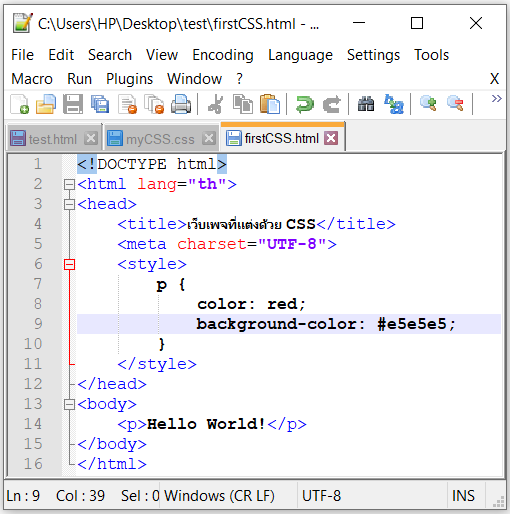 C:\Users\HP\Desktop\test\firstCSS.html - ...
File Edit Search View Encoding Language Settings Tools
Macro Run Plugins Window ? X
test.html myCSS.css firstCSS.html
1 <!DOCTYPE html>
2 <html lang="th">
3 <head>
4 <title>เว็บเพจที่แต่งด้วย CSS</title>
5 <meta charset="UTF-8">
6 <style>
7 p {
8 color: red;
9 background-color: #e5e5e5;
10 }
11 </style>
12 </head>
13 <body>
14 <p>Hello World!</p>
15 </body>
16 </html>
Ln : 9 Col : 39 Sel : 0 Windows (CR LF) UTF-8 INS